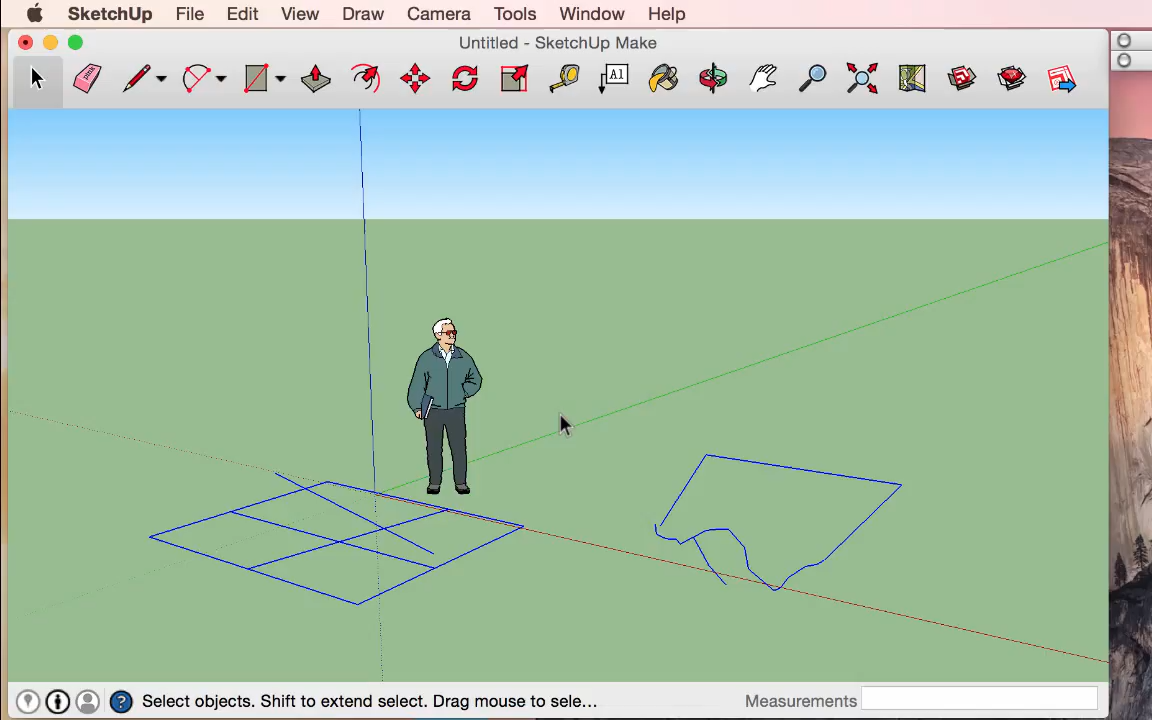 SketchUp File Edit View Draw Camera Tools Window Help
Untitled - SketchUp Make
A1
Select objects. Shift to extend select. Drag mouse to sele...
Measurements